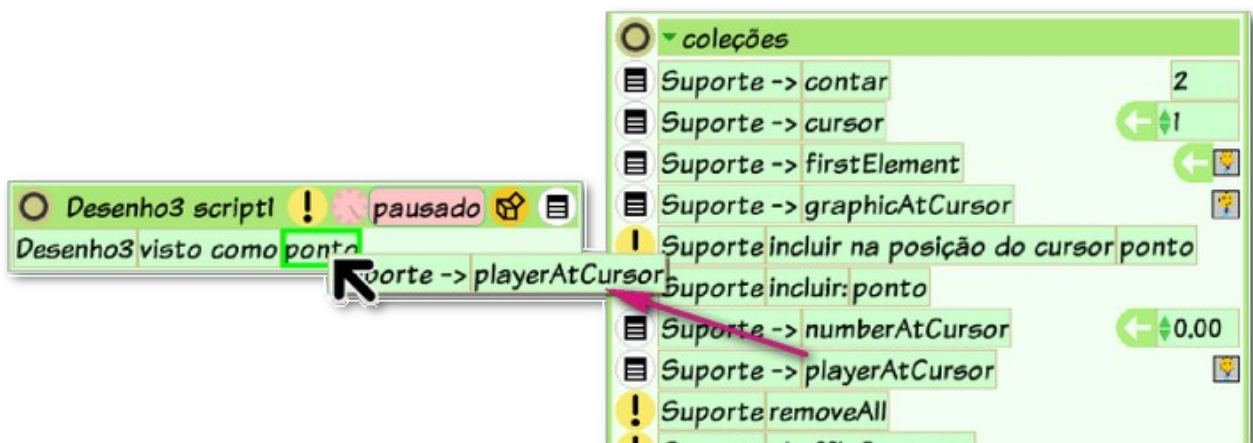 coleções
Suporte -> contar 2
Suporte -> cursor 1
Suporte -> firstElement
Desenho3 script1 ! pausado
Suporte -> graphicAtCursor
Desenho3 visto como ponto
! Suporte incluir na posição do cursor ponto
porte -> playerAtCursor
Suporte incluir: ponto
Suporte -> numberAtCursor 0.00
Suporte -> playerAtCursor
! Suporte removeAll